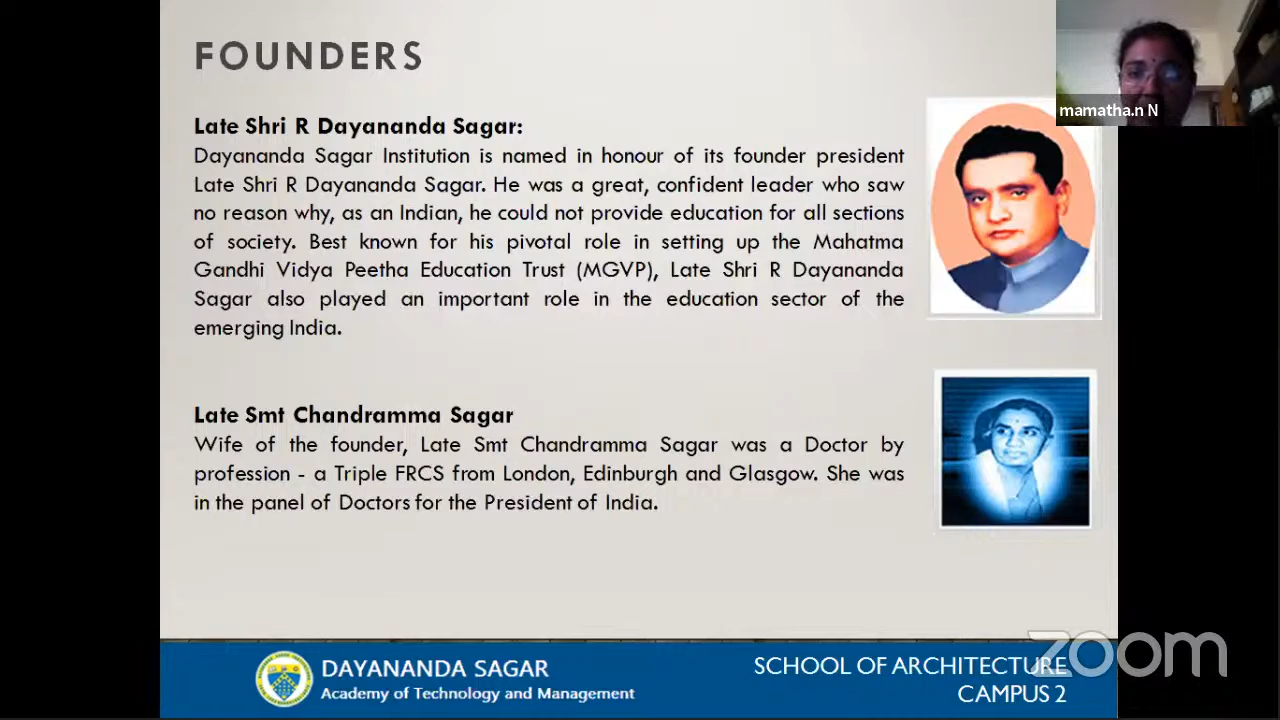 FOUNDERS
mamatha.n N
Late Shri R Dayananda Sagar:
Dayananda Sagar Institution is named in honour of its founder president
Late Shri R Dayananda Sagar. He was a great, confident leader who saw
no reason why, as an Indian, he could not provide education for all sections
of society. Best known for his pivotal role in setting up the Mahatma
Gandhi Vidya Peetha Education Trust (MGVP), Late Shri R Dayananda
Sagar also played an important role in the education sector of the
emerging India.
Late Smt Chandramma Sagar
Wife of the founder, Late Smt Chandramma Sagar was a Doctor by
profession - a Triple FRCS from London, Edinburgh and Glasgow. She was
in the panel of Doctors for the President of India.
DAYANANDA SAGAR
Academy of Technology and Management
SCHOOL OF ARCHITECTURE
CAMPUS 2
zoom